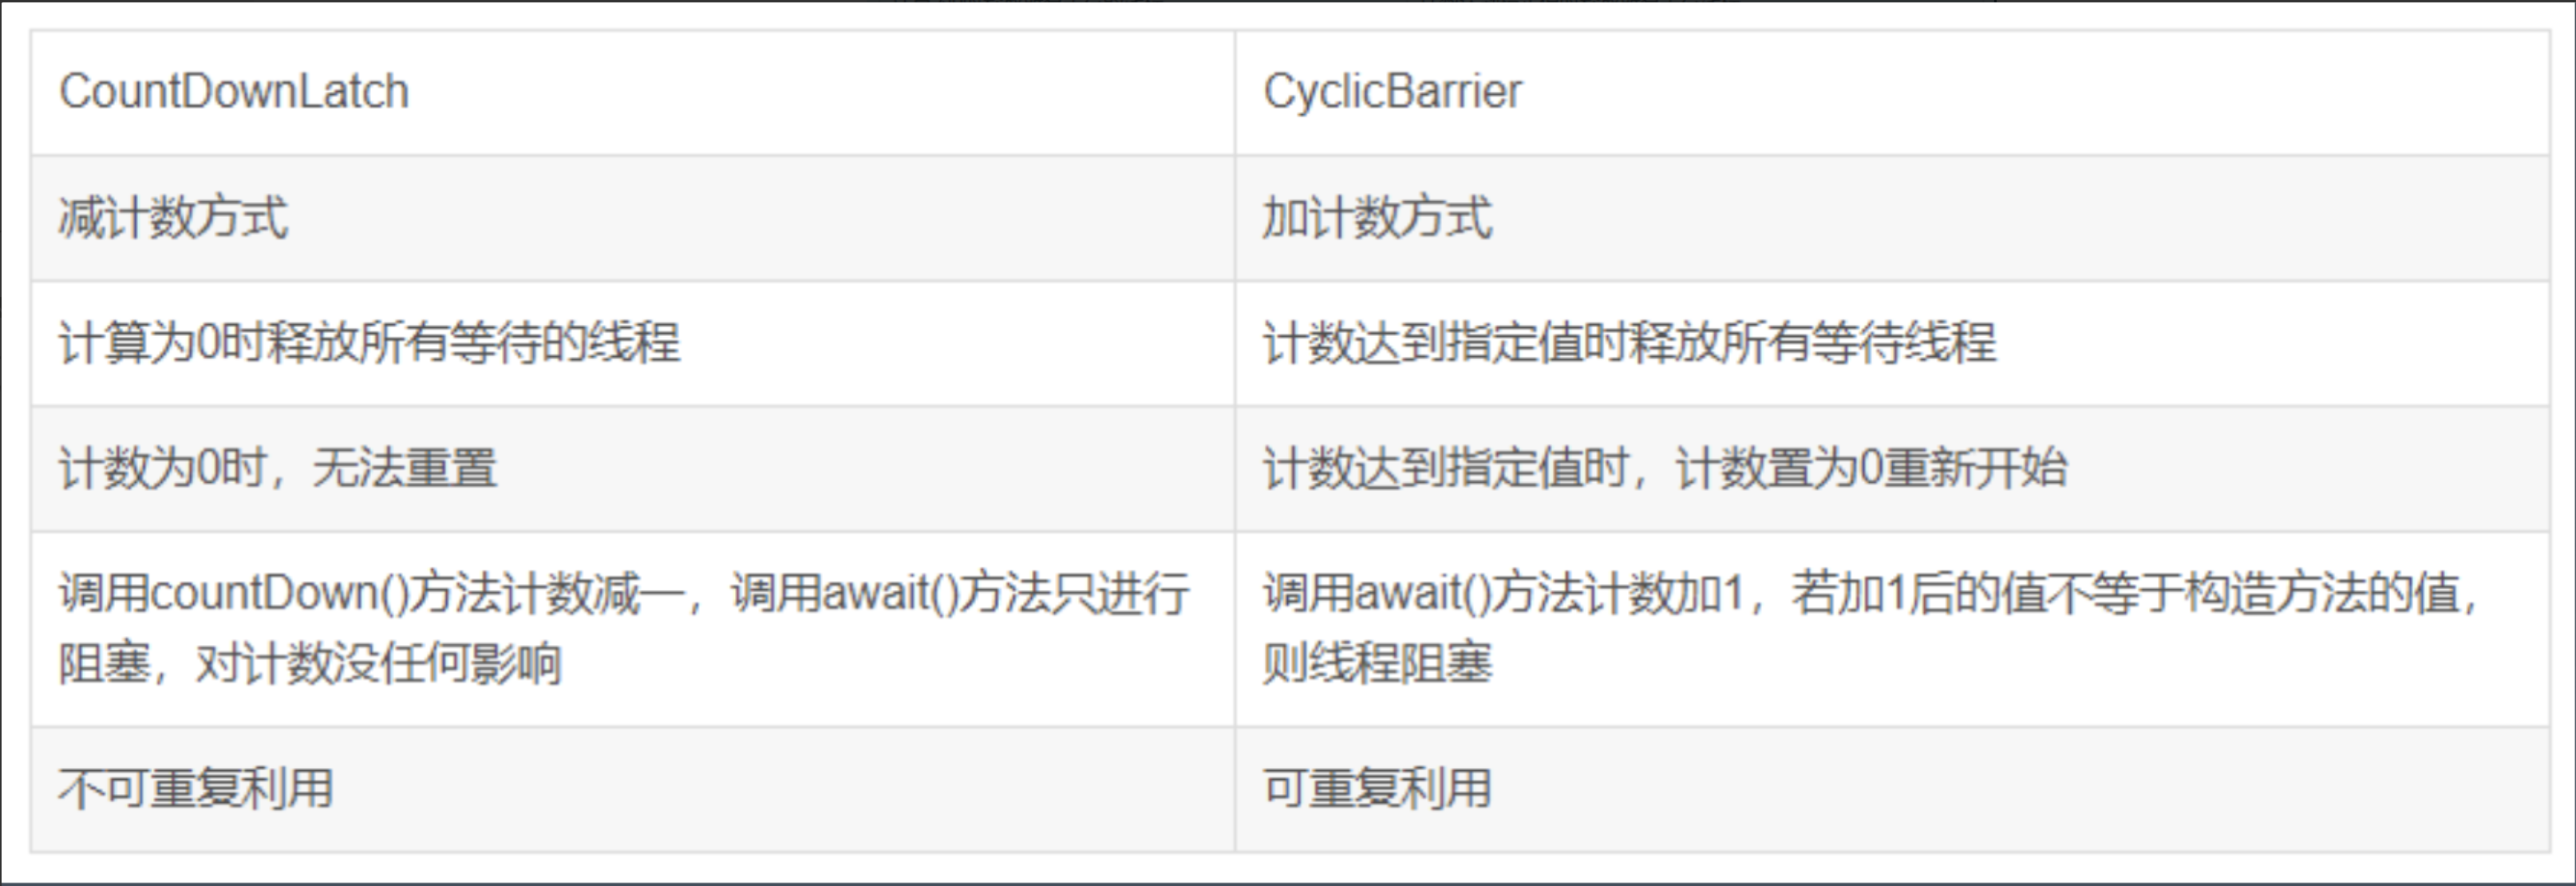 CountDownLatch
CyclicBarrier
减计数方式
加计数方式
计算为0时释放所有等待的线程
计数达到指定值时释放所有等待线程
计数为0时，无法重置
计数达到指定值时，计数置为0重新开始
调用countDown()方法计数减一，调用await()方法只进行
阻塞，对计数没任何影响
调用await()方法计数加1，若加1后的值不等于构造方法的值，
则线程阻塞
不可重复利用
可重复利用